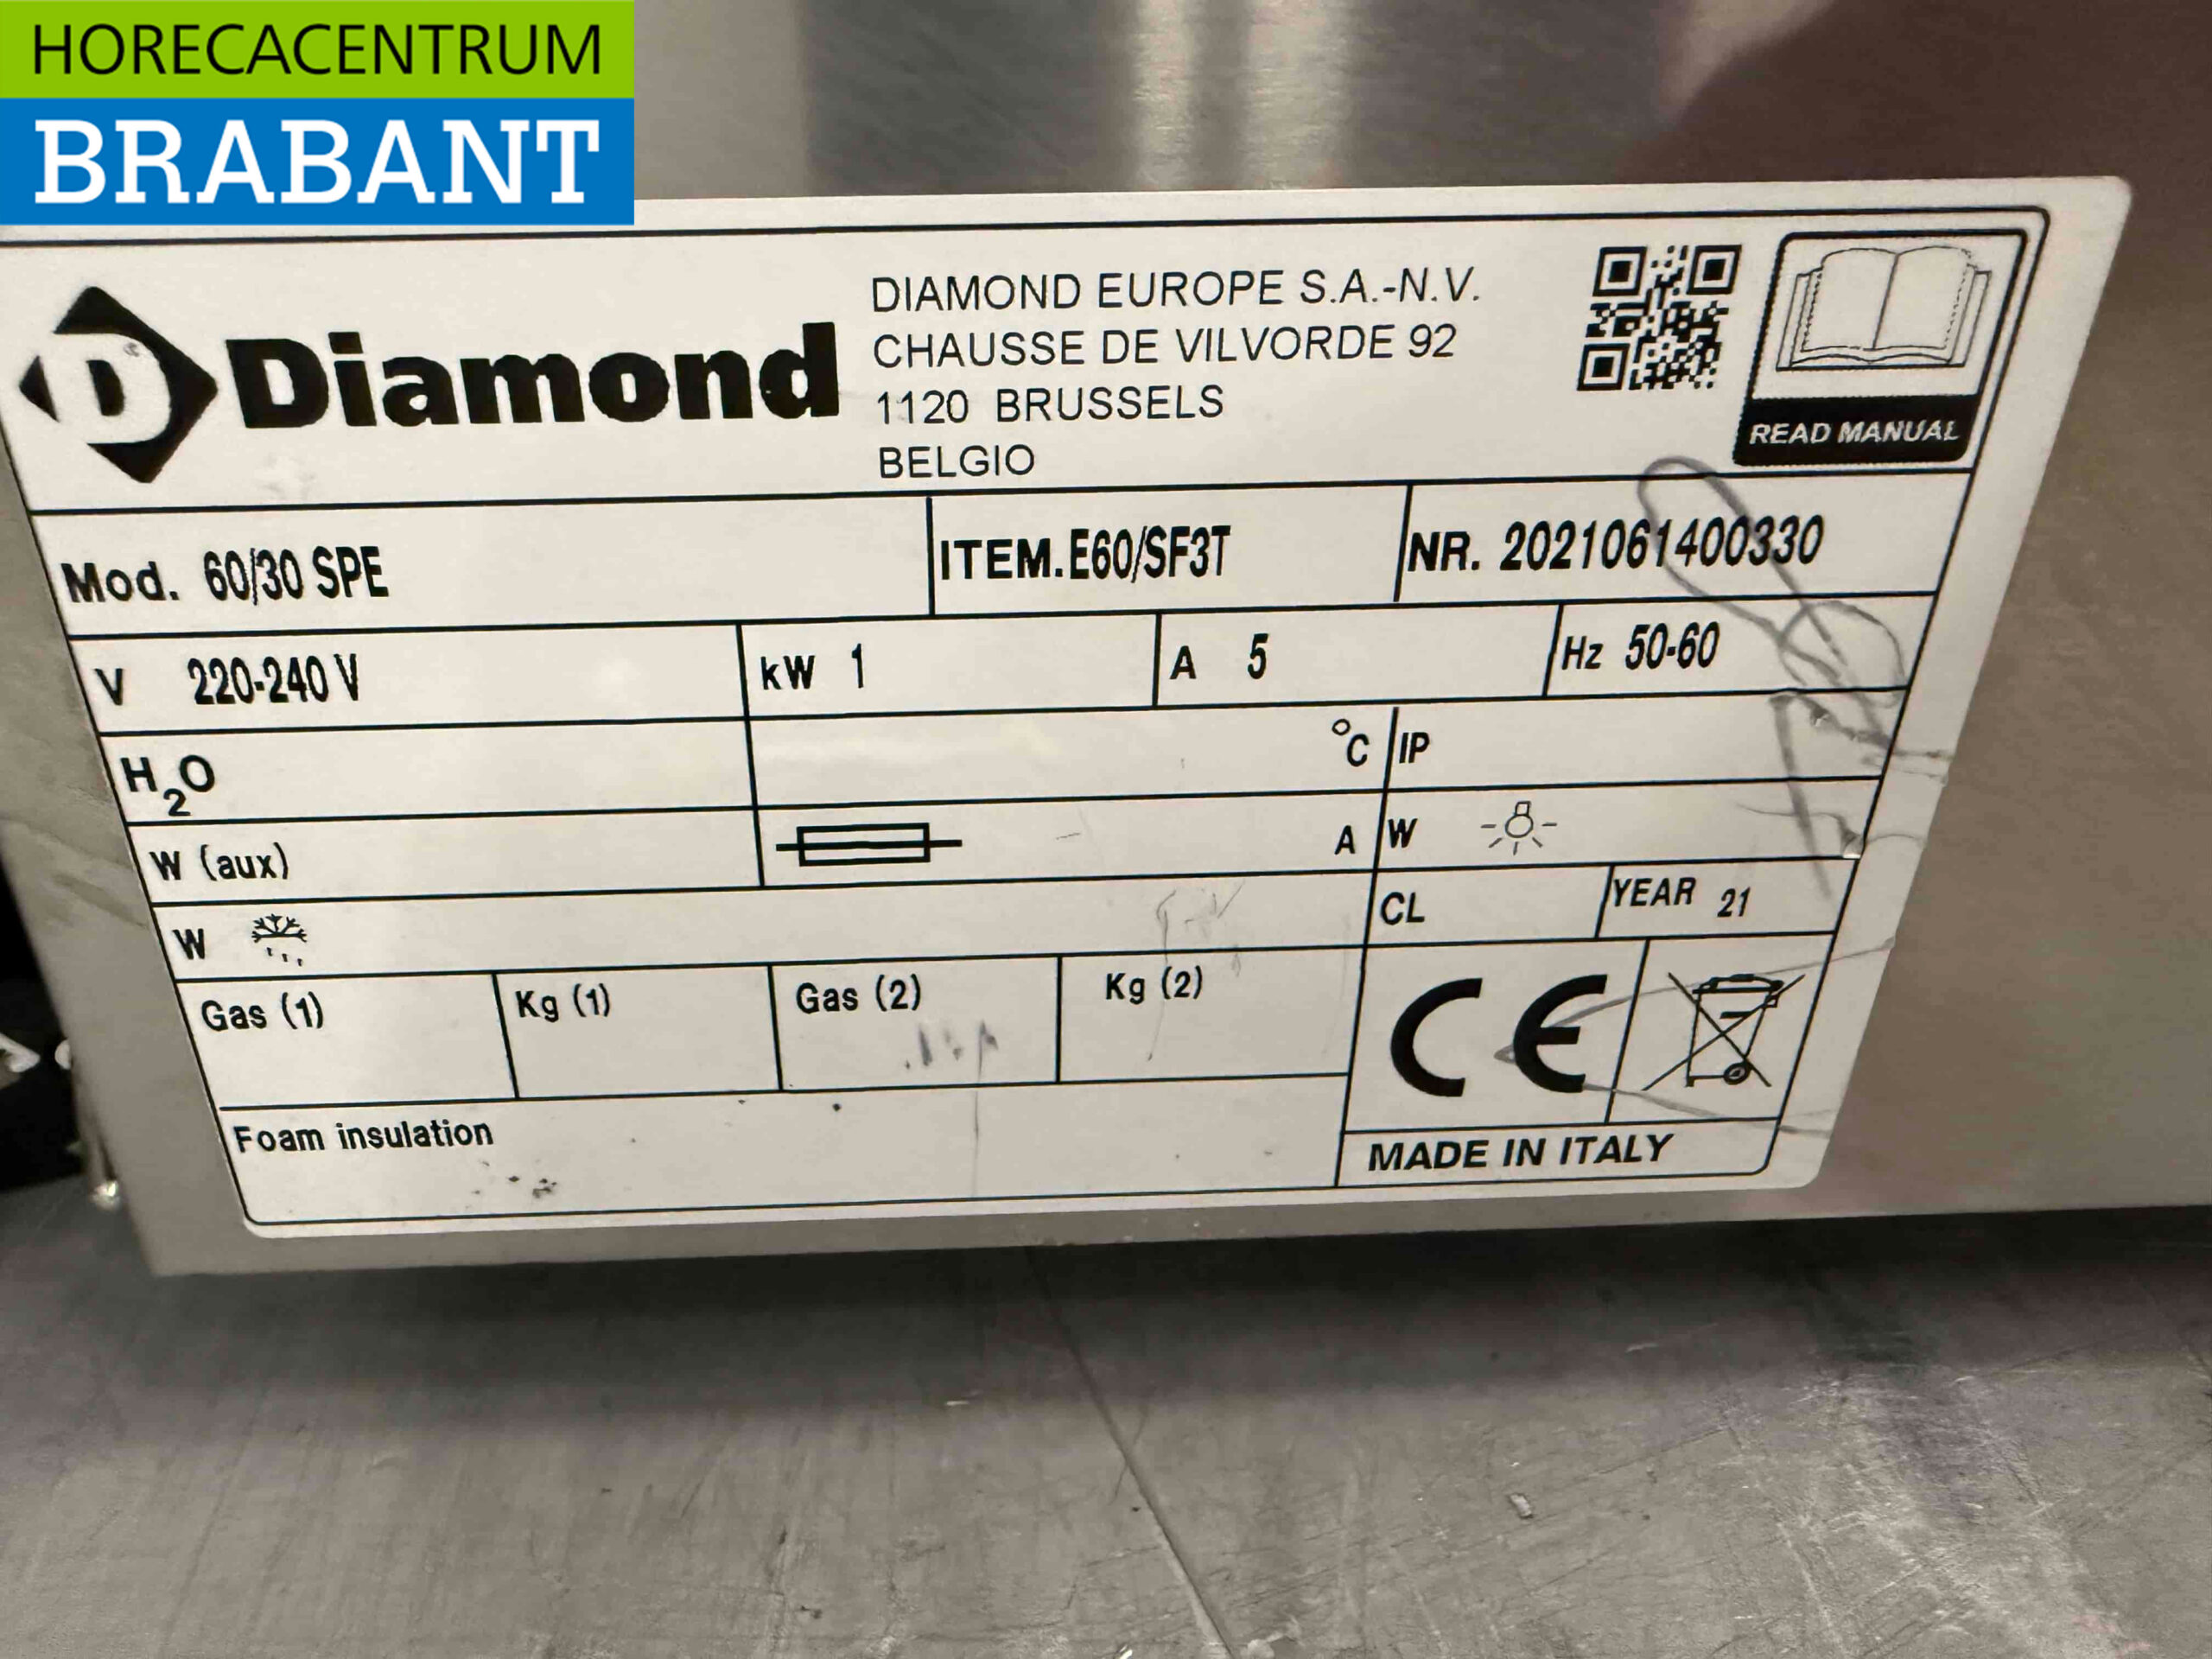 HORECACENTRUM
BRABANT
D Diamond
DIAMOND EUROPE S.A.-N.V.
CHAUSSE DE VILVORDE 92
1120 BRUSSELS
BELGIO
READ MANUAL
Mod. 60/30 SPE
ITEM. E60/SF3T
NR. 2021061400330
V 220-240 V
kW 1
A 5
Hz 50-60
H2O
°C
IP
W (aux)
A
W
W
CL
YEAR 21
Gas (1)
Kg (1)
Gas (2)
Kg (2)
CE
Foam insulation
MADE IN ITALY